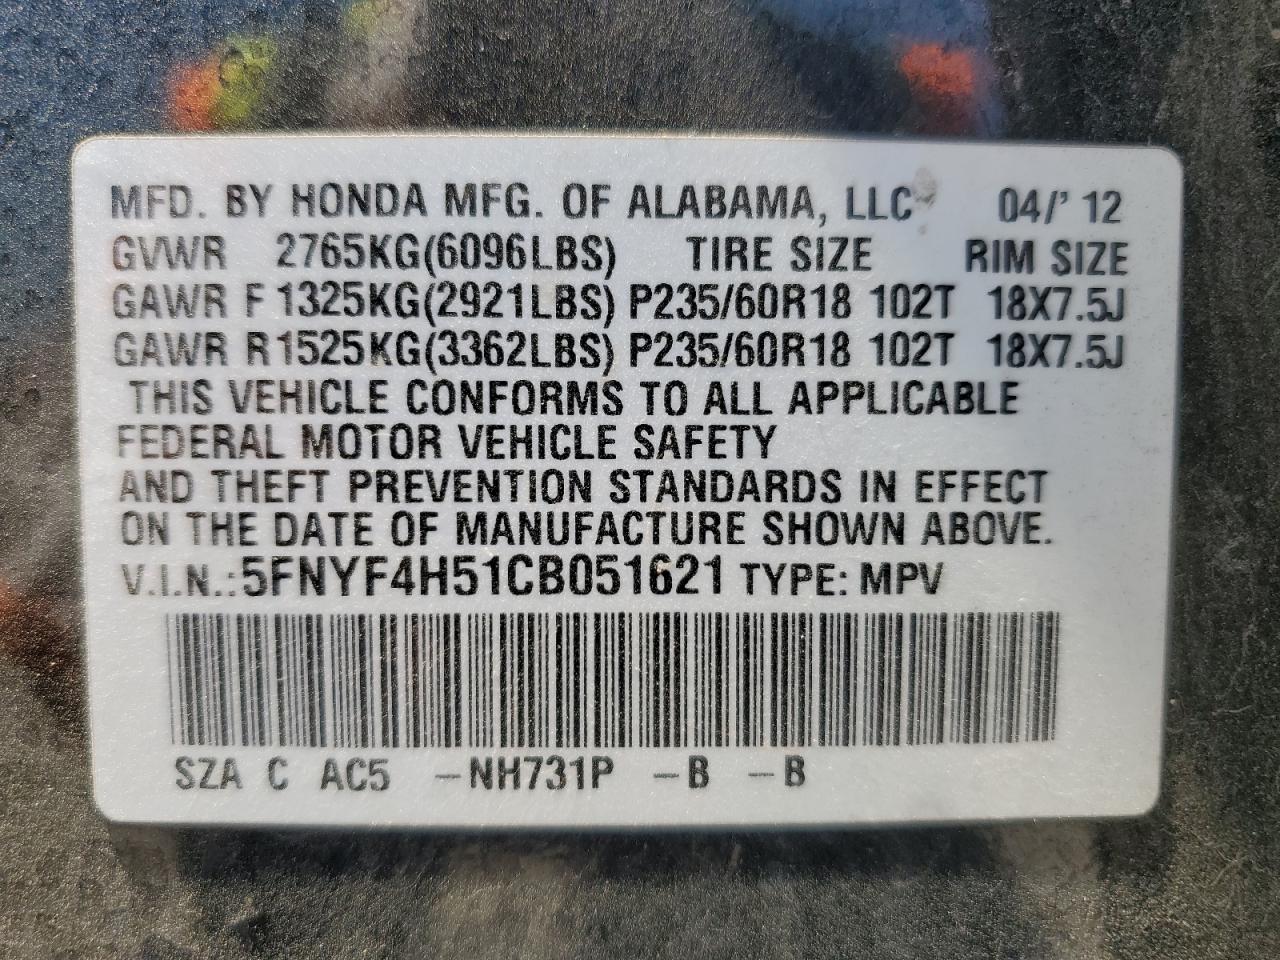 MFD. BY HONDA MFG. OF ALABAMA, LLC 04/' 12
GVWR 2765KG(6096LBS) TIRE SIZE RIM SIZE
GAWR F 1325KG(2921LBS) P235/60R18 102T 18X7.5J
GAWR R 1525KG(3362LBS) P235/60R18 102T 18X7.5J
THIS VEHICLE CONFORMS TO ALL APPLICABLE
FEDERAL MOTOR VEHICLE SAFETY
AND THEFT PREVENTION STANDARDS IN EFFECT
ON THE DATE OF MANUFACTURE SHOWN ABOVE.
V.I.N.: 5FNYF4H51CB051621 TYPE: MPV
SZA C AC5 –NH731P –B –B